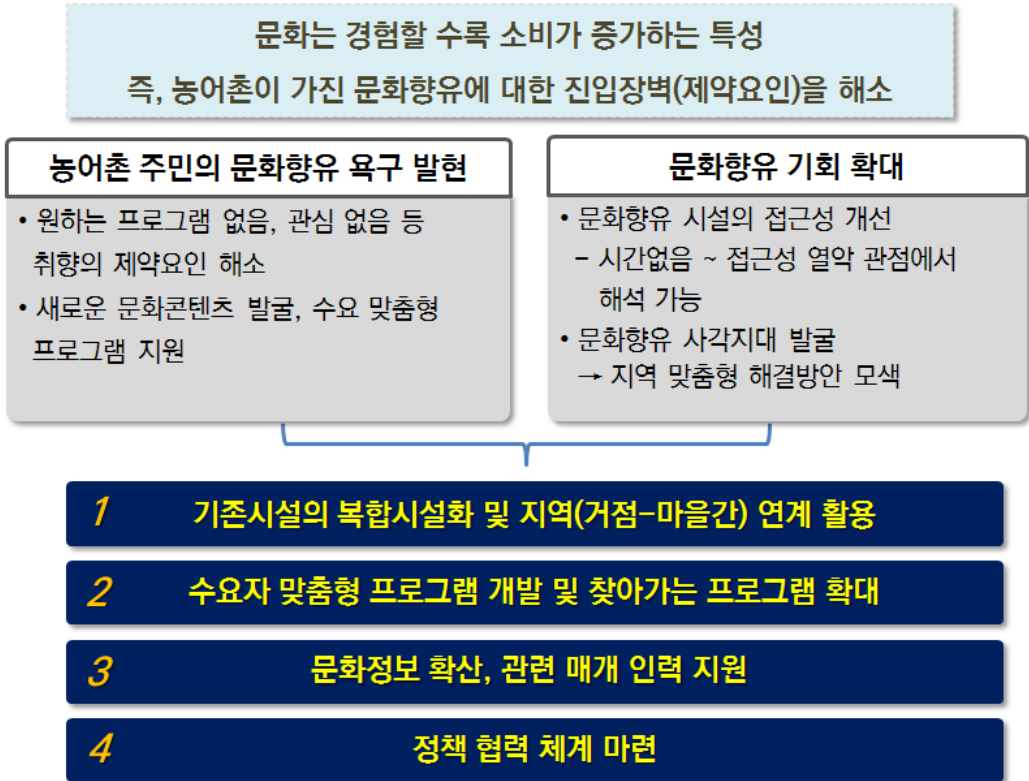 문화는 경험할 수록 소비가 증가하는 특성
즉, 농어촌이 가진 문화향유에 대한 진입장벽(제약요인)을 해소
농어촌 주민의 문화향유 욕구 발현
• 원하는 프로그램 없음, 관심 없음 등
취향의 제약요인 해소
• 새로운 문화콘텐츠 발굴, 수요 맞춤형
프로그램 지원
문화향유 기회 확대
• 문화향유 시설의 접근성 개선
- 시간없음 ~ 접근성 열악 관점에서
해석 가능
• 문화향유 사각지대 발굴
→ 지역 맞춤형 해결방안 모색
1 기존시설의 복합시설화 및 지역(거점-마을간) 연계 활용
2 수요자 맞춤형 프로그램 개발 및 찾아가는 프로그램 확대
3 문화정보 확산, 관련 매개 인력 지원
4 정책 협력 체계 마련